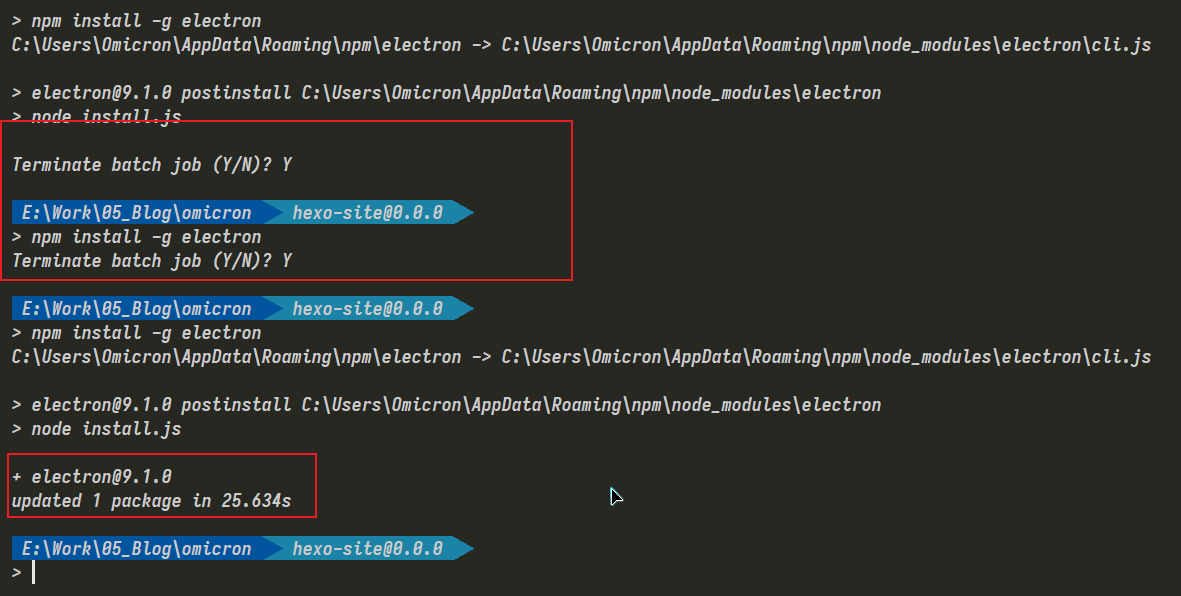 > npm install -g electron
C:\Users\Omicron\AppData\Roaming\npm\electron -> C:\Users\Omicron\AppData\Roaming\npm\node_modules\electron\cli.js
> electron@9.1.0 postinstall C:\Users\Omicron\AppData\Roaming\npm\node_modules\electron
> node install.js
Terminate batch job (Y/N)? Y
E:\Work\05_Blog\omicron hexo-site@0.0.0
> npm install -g electron
Terminate batch job (Y/N)? Y
E:\Work\05_Blog\omicron hexo-site@0.0.0
> npm install -g electron
C:\Users\Omicron\AppData\Roaming\npm\electron -> C:\Users\Omicron\AppData\Roaming\npm\node_modules\electron\cli.js
> electron@9.1.0 postinstall C:\Users\Omicron\AppData\Roaming\npm\node_modules\electron
> node install.js
+ electron@9.1.0
updated 1 package in 25.634s
E:\Work\05_Blog\omicron hexo-site@0.0.0
>